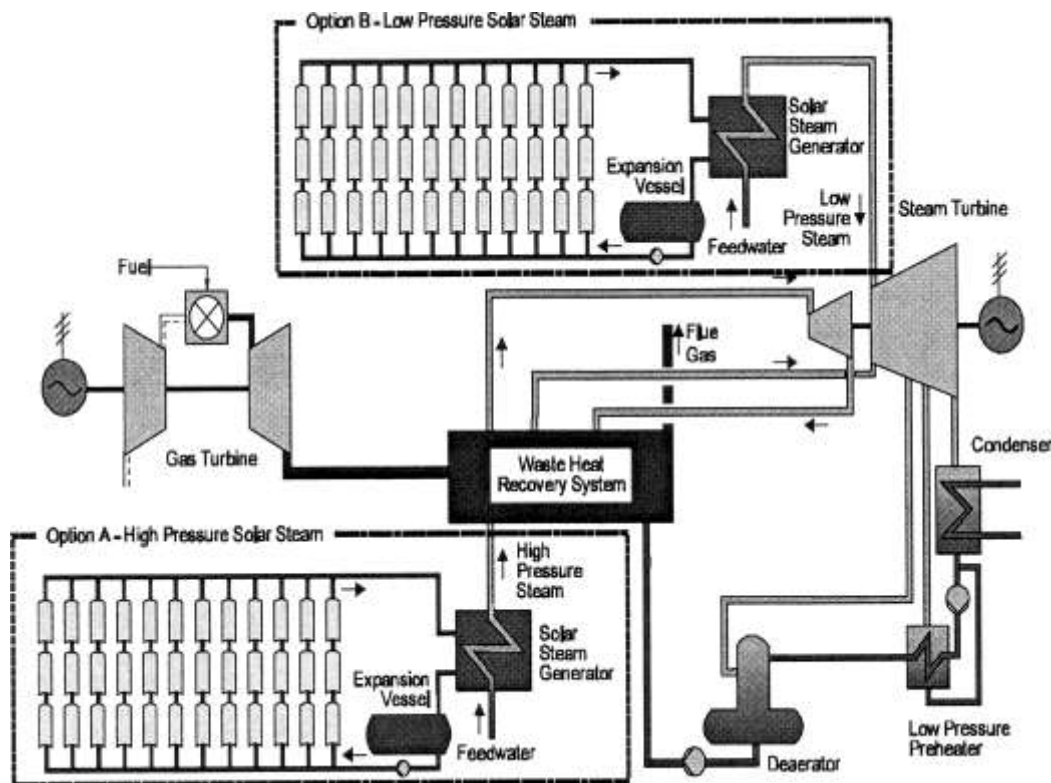 Option B - Low Pressure Solar Steam
Solar
Steam
Generator
Expansion
Vessel
Low
Pressure
Steam
Feedwater
Steam Turbine
Fuel
Flue
Gas
Gas Turbine
Waste Heat
Recovery System
Condenser
Option A - High Pressure Solar Steam
High
Pressure
Steam
Solar
Steam
Generator
Expansion
Vessel
Feedwater
Deaerator
Low Pressure
Preheater